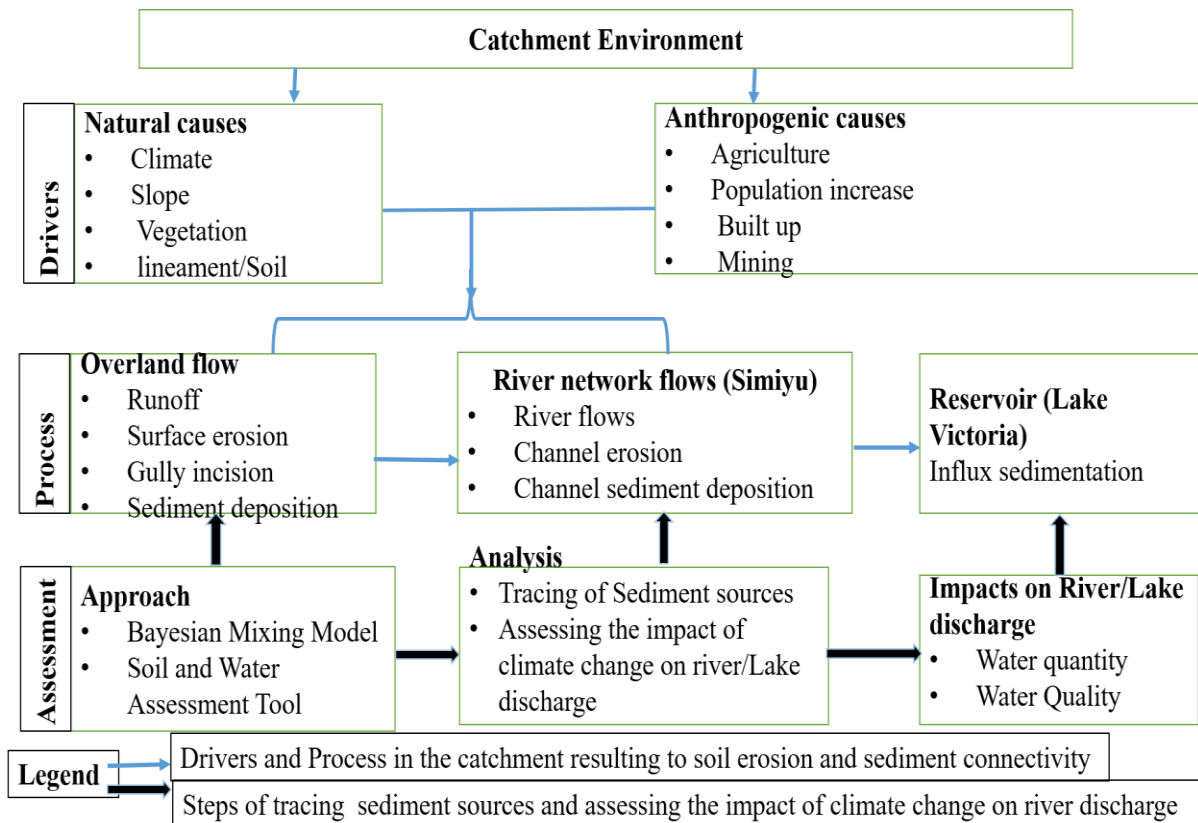 Catchment Environment
Drivers
Natural causes
• Climate
• Slope
• Vegetation
• lineament/Soil
Anthropogenic causes
• Agriculture
• Population increase
• Built up
• Mining
Process
Overland flow
• Runoff
• Surface erosion
• Gully incision
• Sediment deposition
River network flows (Simiyu)
• River flows
• Channel erosion
• Channel sediment deposition
Reservoir (Lake
Victoria)
Influx sedimentation
Assessment
Approach
• Bayesian Mixing Model
• Soil and Water
Assessment Tool
Analysis
• Tracing of Sediment sources
• Assessing the impact of
climate change on river/Lake
discharge
Impacts on River/Lake
discharge
• Water quantity
• Water Quality
Legend
Drivers and Process in the catchment resulting to soil erosion and sediment connectivity
Steps of tracing sediment sources and assessing the impact of climate change on river discharge